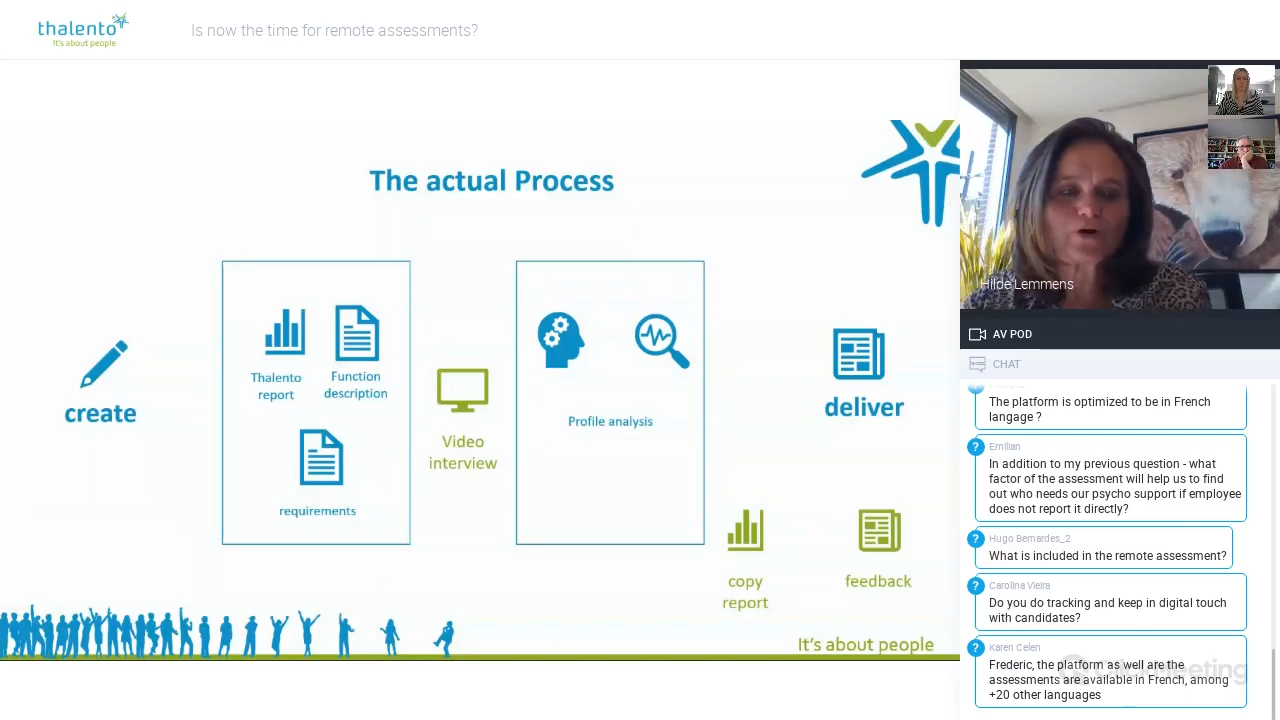 thalento
It's about people
Is now the time for remote assessments?
The actual Process
create
Thalento
report
Function
description
requirements
Video
interview
Profile analysis
deliver
copy
report
feedback
It's about people
Hilde Lemmens
AV POD
CHAT
The platform is optimized to be in French
langage ?
Emilian
In addition to my previous question - what
factor of the assessment will help us to find
out who needs our psycho support if employee
does not report it directly?
Hugo Bernardes_2
What is included in the remote assessment?
Carolina Vieira
Do you do tracking and keep in digital touch
with candidates?
Karen Celen
Frederic, the platform as well are the
assessments are available in French, among
+20 other languages
ClickMeeting